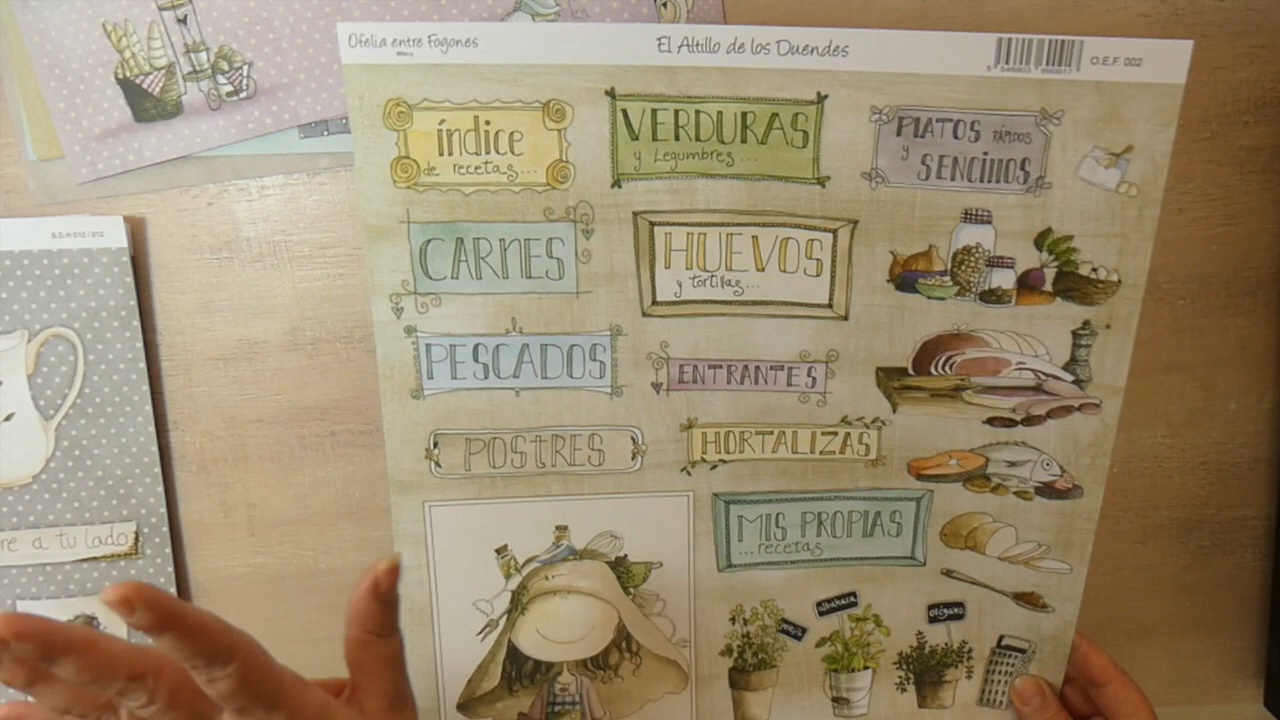 Ofelia entre Fogones
El Altillo de los Duendes
O.E.F. 002
índice
de recetas...
VERDURAS
y Legumbres...
PLATOS RÁPIDOS
y
SENCILLOS
CARNES
HUEVOS
y tortillas...
PESCADOS
ENTRANTES
POSTRES
HORTALIZAS
MIS PROPIAS
...recetas
albahaca
orégano
S.D.H 012 / 012
re a tu lado